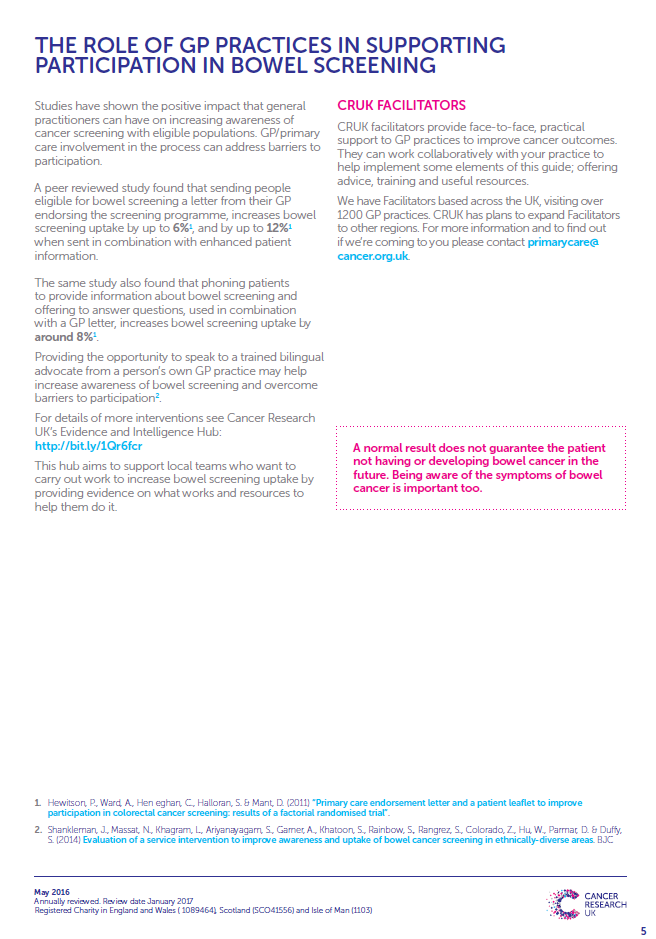 THE ROLE OF GP PRACTICES IN SUPPORTING
PARTICIPATION IN BOWEL SCREENING
Studies have shown the positive impact that general
practitioners can have on increasing awareness of
cancer screening with eligible populations. GP/primary
care involvement in the process can address barriers to
participation.
A peer reviewed study found that sending people
eligible for bowel screening a letter from their GP
endorsing the screening programme, increases bowel
screening uptake by up to 6%¹, and by up to 12%¹
when sent in combination with enhanced patient
information.
The same study also found that phoning patients
to provide information about bowel screening and
offering to answer questions, used in combination
with a GP letter, increases bowel screening uptake by
around 8%¹.
Providing the opportunity to speak to a trained bilingual
advocate from a person's own GP practice may help
increase awareness of bowel screening and overcome
barriers to participation².
For details of more interventions see Cancer Research
UK's Evidence and Intelligence Hub:
http://bit.ly/1Qr6fcr
This hub aims to support local teams who want to
carry out work to increase bowel screening uptake by
providing evidence on what works and resources to
help them do it.
CRUK FACILITATORS
CRUK facilitators provide face-to-face, practical
support to GP practices to improve cancer outcomes.
They can work collaboratively with your practice to
help implement some elements of this guide; offering
advice, training and useful resources.
We have Facilitators based across the UK, visiting over
1200 GP practices. CRUK has plans to expand Facilitators
to other regions. For more information and to find out
if we're coming to you please contact primarycare@
cancer.org.uk.
A normal result does not guarantee the patient
not having or developing bowel cancer in the
future. Being aware of the symptoms of bowel
cancer is important too.
1. Hewitson, P., Ward, A., Hen eghan, C., Halloran, S. & Mant, D. (2011) "Primary care endorsement letter and a patient leaflet to improve
participation in colorectal cancer screening: results of a factorial randomised trial".
2. Shankleman, J., Massat, N., Khagram, L., Ariyanayagam, S., Garner, A., Khatoon, S., Rainbow, S., Rangrez, S., Colorado, Z., Hu, W., Parmar, D. & Duffy,
S. (2014) Evaluation of a service intervention to improve awareness and uptake of bowel cancer screening in ethnically-diverse areas. BJC
May 2016
Annually reviewed. Review date January 2017
Registered Charity in England and Wales ( 1089464), Scotland (SCO41556) and Isle of Man (1103)
CANCER
RESEARCH
UK
5